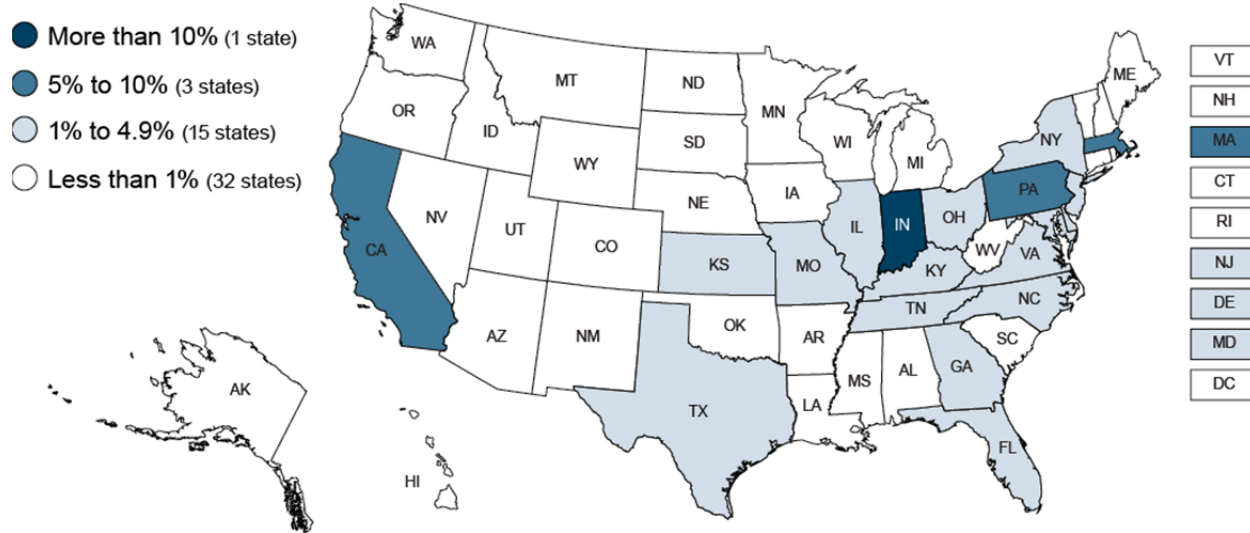 More than 10% (1 state)
5% to 10% (3 states)
1% to 4.9% (15 states)
Less than 1% (32 states)
WA
OR
CA
ID
NV
MT
WY
UT
AZ
CO
NM
ND
SD
NE
KS
OK
TX
MN
IA
MO
AR
LA
WI
IL
MI
IN
OH
KY
TN
MS
AL
GA
FL
SC
NC
VA
WV
PA
NY
ME
AK
HI
VT
NH
MA
CT
RI
NJ
DE
MD
DC